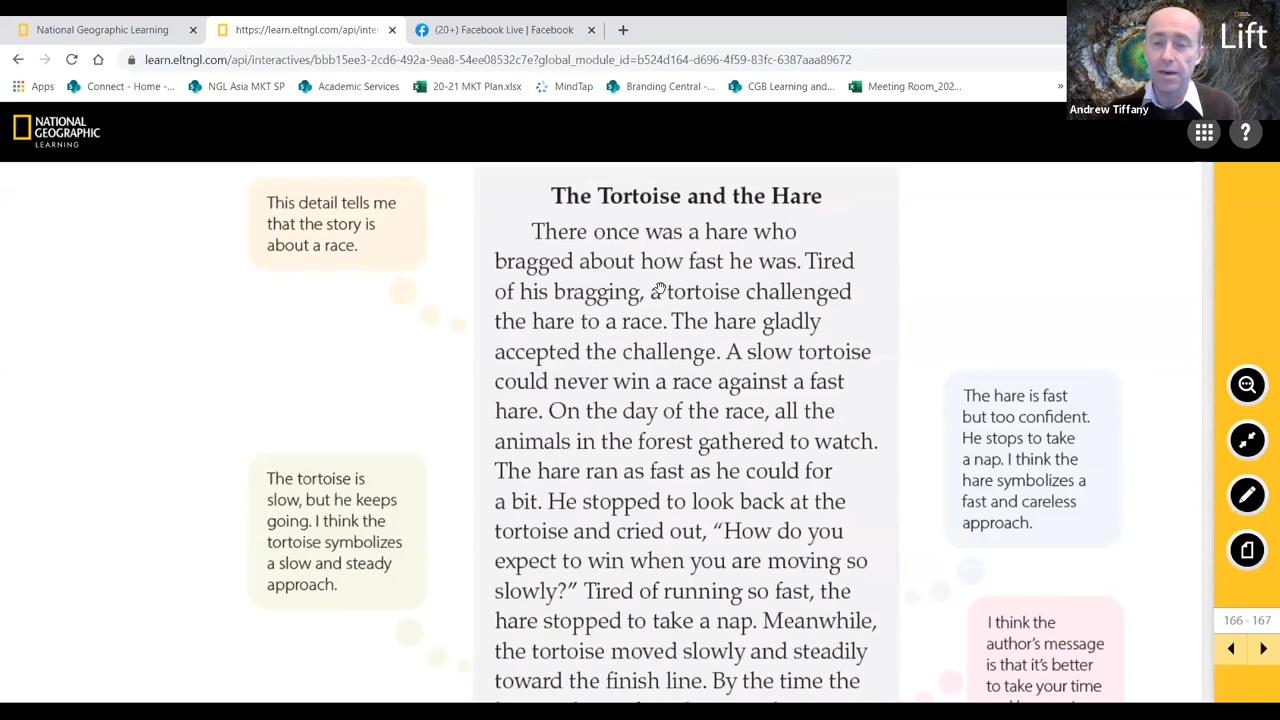 National Geographic Learning
https://learn.eltngl.com/api/inter
(20+) Facebook Live | Facebook
learn.eltngl.com/api/interactives/bbb15ee3-2cd6-492a-9ea8-54ee08532c1e?global_module_id=b524d164-d696-4f59-83fc-6387aaa89672
Apps
Connect - Home -...
NGL Asia MKT SP
Academic Services
20-21 MKT Plan.xlsx
MindTap
Branding Central -...
CGB Learning and...
Meeting Room_202...
»
Lift
Andrew Tiffany
NATIONAL
GEOGRAPHIC
LEARNING
?
This detail tells me
that the story is
about a race.
The Tortoise and the Hare
There once was a hare who
bragged about how fast he was. Tired
of his bragging, a tortoise challenged
the hare to a race. The hare gladly
accepted the challenge. A slow tortoise
could never win a race against a fast
hare. On the day of the race, all the
animals in the forest gathered to watch.
The hare ran as fast as he could for
a bit. He stopped to look back at the
tortoise and cried out, “How do you
expect to win when you are moving so
slowly?” Tired of running so fast, the
hare stopped to take a nap. Meanwhile,
the tortoise moved slowly and steadily
toward the finish line. By the time the
The tortoise is
slow, but he keeps
going. I think the
tortoise symbolizes
a slow and steady
approach.
The hare is fast
but too confident.
He stops to take
a nap. I think the
hare symbolizes a
fast and careless
approach.
I think the
author's message
is that it's better
to take your time
166 - 167